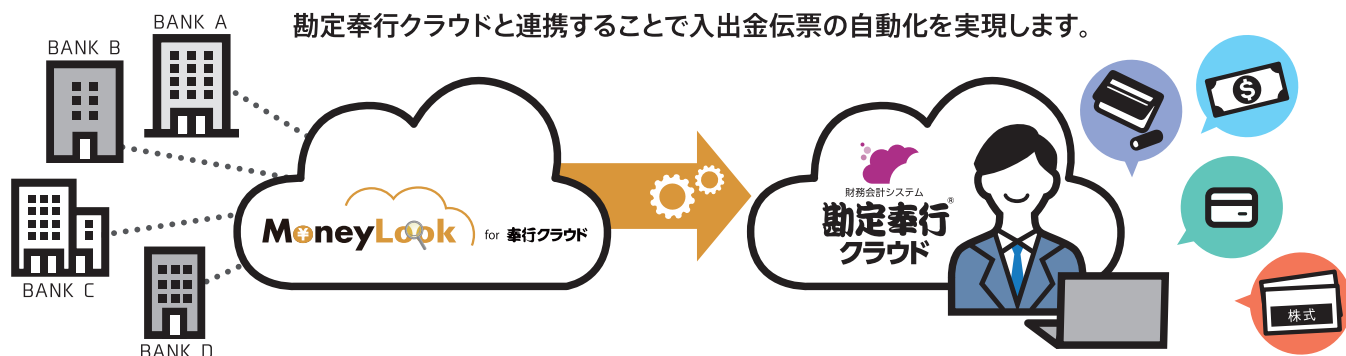 勘定奉行クラウドと連携することで入出金伝票の自動化を実現します。
BANK A
BANK B
BANK C
BANK D
MoneyLook for 奉行クラウド
財務会計システム
勘定奉行®
クラウド
株式